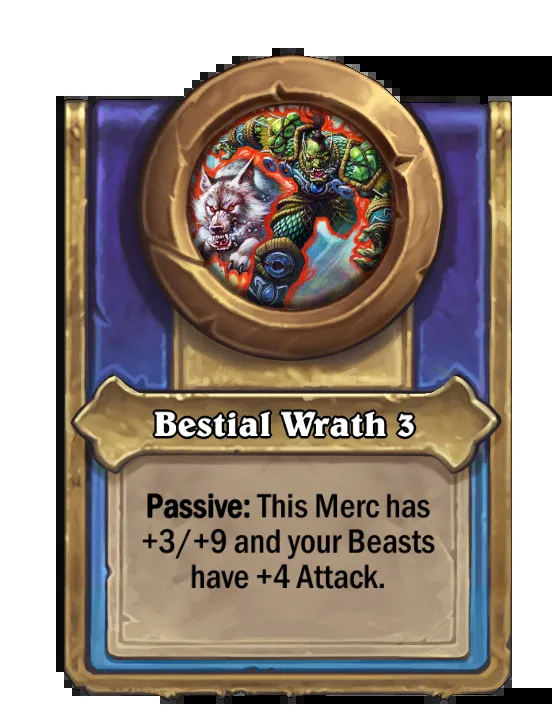 Bestial Wrath 3
Passive: This Merc has
+3/+9 and your Beasts
have +4 Attack.